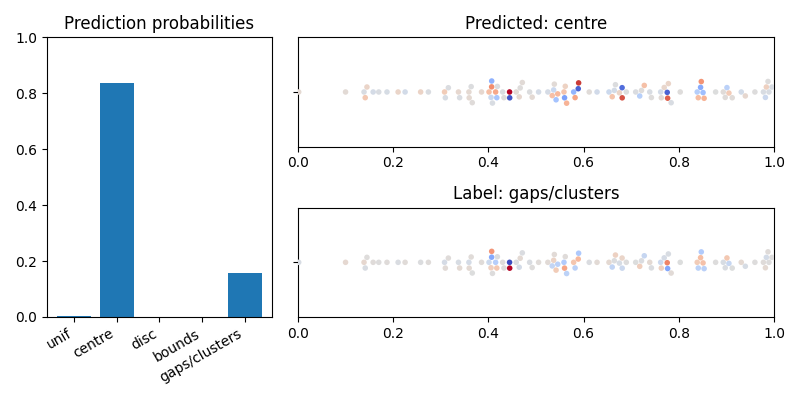 Prediction probabilities
1.0
0.8
0.6
0.4
0.2
0.0
unif
centre
disc
bounds
gaps/clusters
Predicted: centre
0.0 0.2 0.4 0.6 0.8 1.0
Label: gaps/clusters
0.0 0.2 0.4 0.6 0.8 1.0